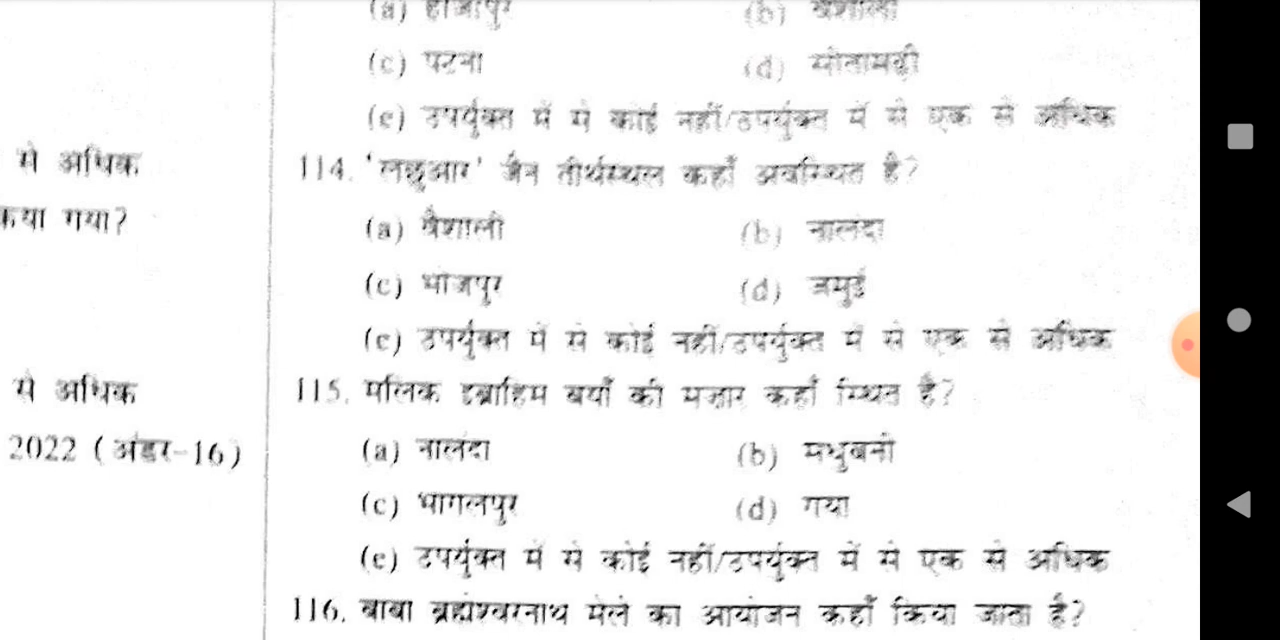 (a) हाजीपुर (b) वैशाली
(c) पटना (d) सीतामढ़ी
(e) उपर्युक्त में से कोई नहीं/उपर्युक्त में से एक से अधिक
से अधिक
114. 'लछुआर' जैन तीर्थस्थल कहाँ अवस्थित है?
किया गया?
(a) वैशाली (b) नालंदा
(c) भोजपुर (d) जमुई
(e) उपर्युक्त में से कोई नहीं/उपर्युक्त में से एक से अधिक
से अधिक
115. मलिक इब्राहिम बयाँ की मजार कहाँ स्थित है?
2022 (अंडर-16)
(a) नालंदा (b) मधुबनी
(c) भागलपुर (d) गया
(e) उपर्युक्त में से कोई नहीं/उपर्युक्त में से एक से अधिक
116. बाबा ब्रह्मेश्वरनाथ मेले का आयोजन कहाँ किया जाता है?